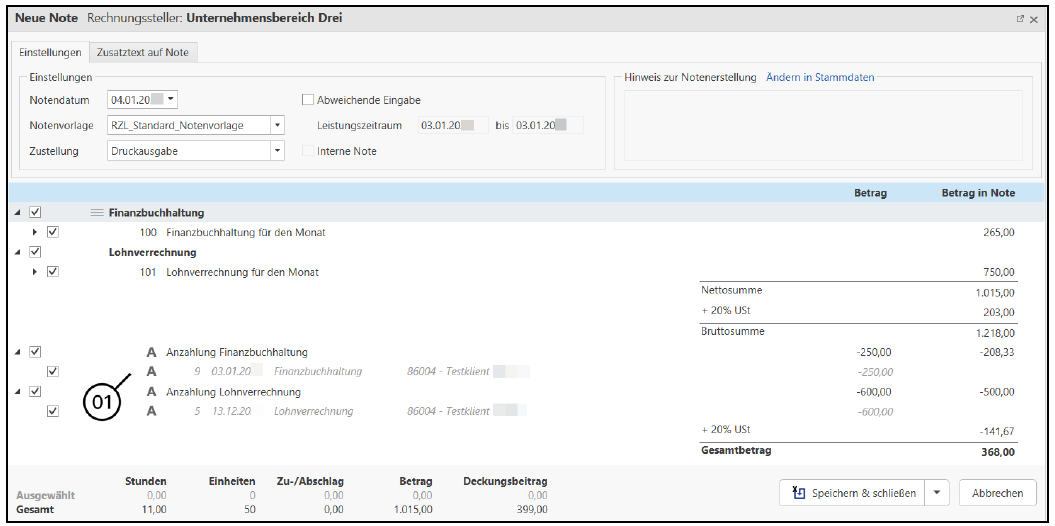 Neue Note Rechnungssteller: Unternehmensbereich Drei
Einstellungen Zusatztext auf Note
Einstellungen
Hinweis zur Notenerstellung Ändern in Stammdaten
Notendatum 04.01.20 Abweichende Eingabe
Notenvorlage RZL_Standard_Notenvorlage Leistungszeitraum 03.01.20 bis 03.01.20
Zustellung Druckausgabe Interne Note
Betrag Betrag in Note
Finanzbuchhaltung
100 Finanzbuchhaltung für den Monat 265,00
Lohnverrechnung
101 Lohnverrechnung für den Monat 750,00
Nettosumme 1.015,00
+ 20% USt 203,00
Bruttosumme 1.218,00
A Anzahlung Finanzbuchhaltung -250,00 -208,33
A 9 03.01.20 Finanzbuchhaltung 86004 - Testklient -250,00
01
A Anzahlung Lohnverrechnung -600,00 -500,00
A 5 13.12.20 Lohnverrechnung 86004 - Testklient -600,00
+ 20% USt -141,67
Gesamtbetrag 368,00
Stunden Einheiten Zu-/Abschlag Betrag Deckungsbeitrag
Ausgewählt 0,00 0 0,00 0,00 0,00
Gesamt 11,00 50 0,00 1.015,00 399,00
Speichern & schließen Abbrechen